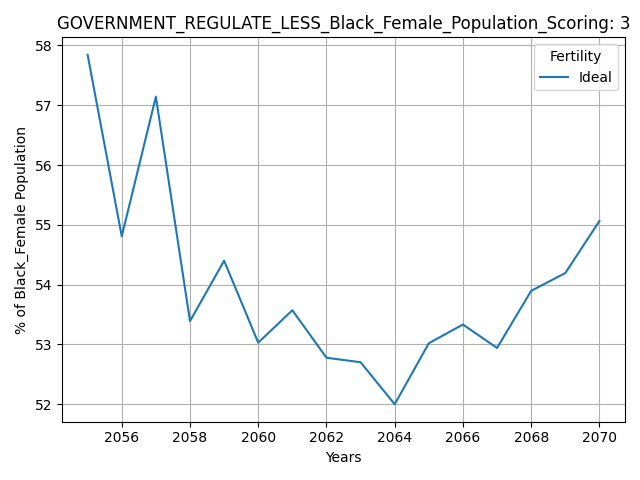 GOVERNMENT_REGULATE_LESS_Black_Female_Population_Scoring: 3
Fertility
Ideal
58
57
56
55
54
53
52
% of Black_Female Population
2056 2058 2060 2062 2064 2066 2068 2070
Years